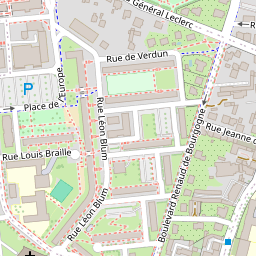 Général Leclerc
Rue de Verdun
P
Place de l'Europe
Rue Léon Blum
Boulevard Renaud de Bourgogne
Rue Jeanne d
Rue Louis Braille
Rue Léon Blum